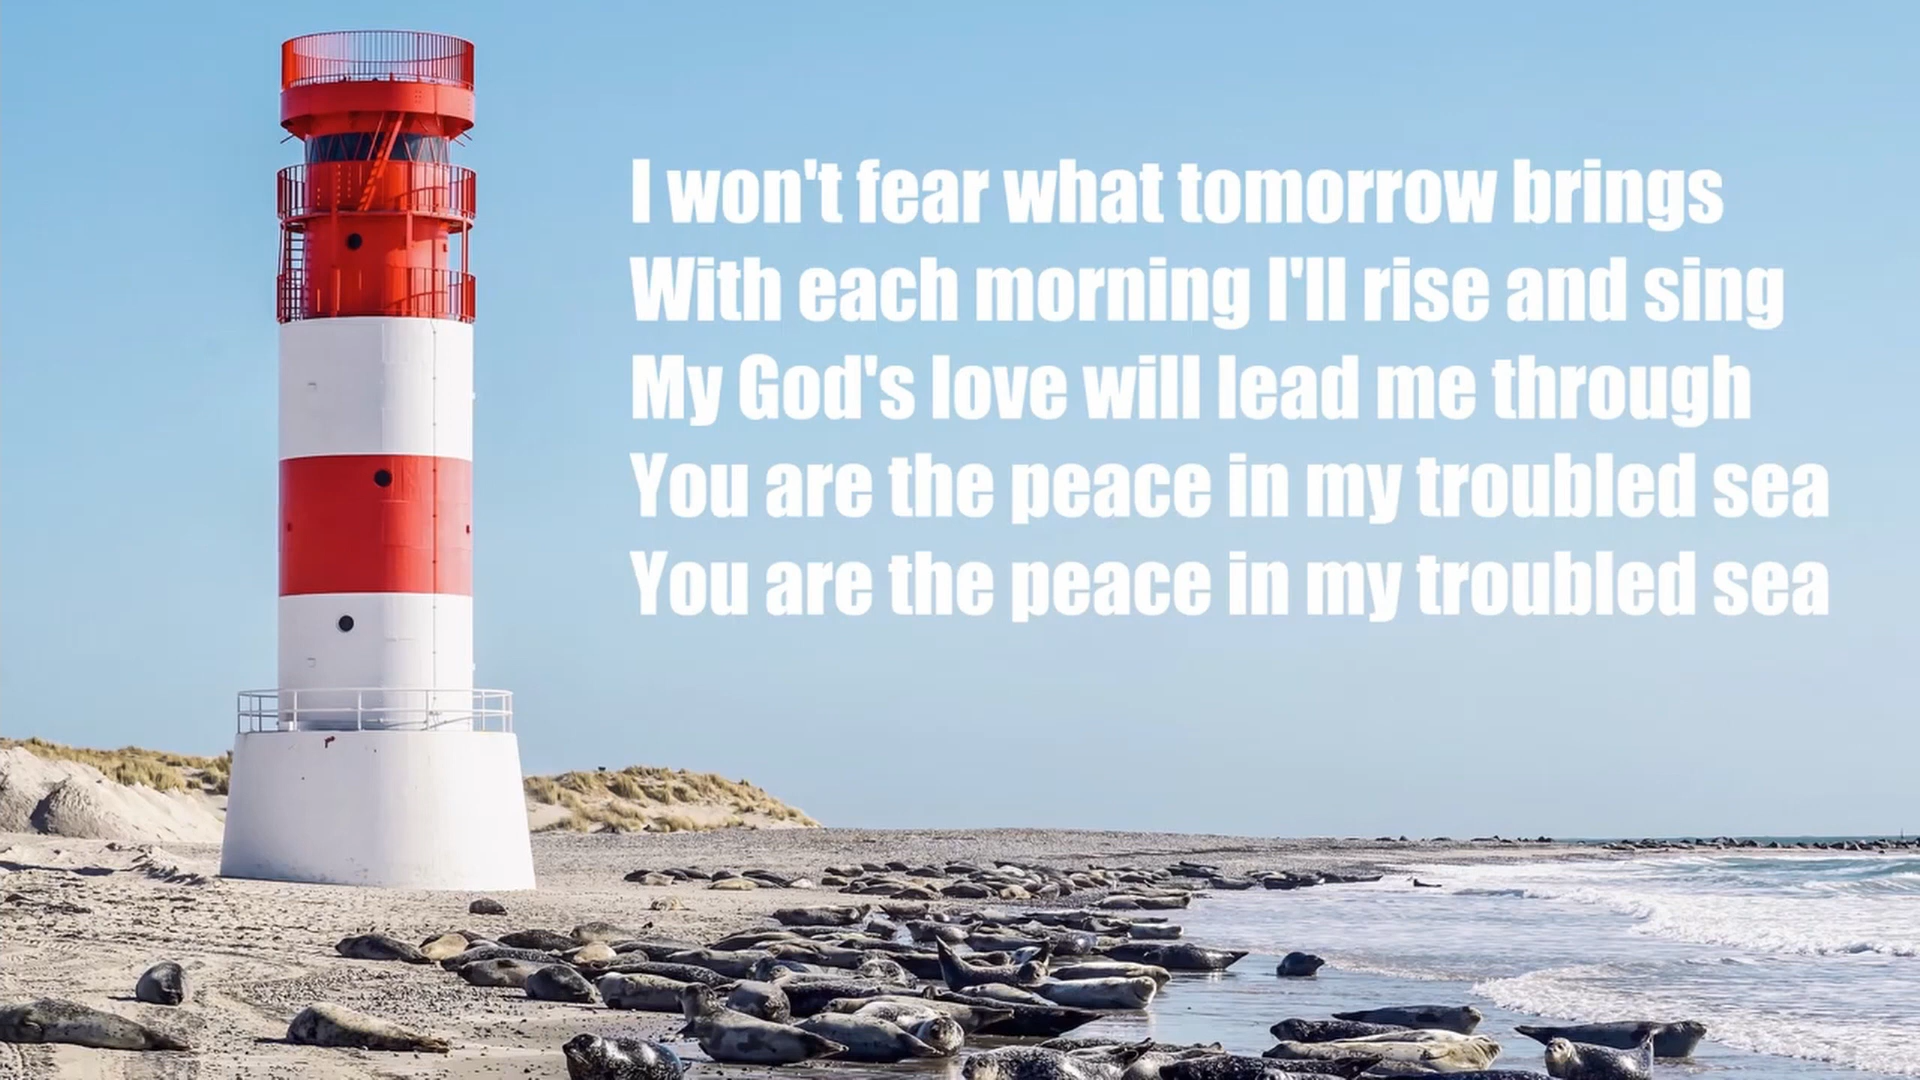 I won't fear what tomorrow brings
With each morning I'll rise and sing
My God's love will lead me through
You are the peace in my troubled sea
You are the peace in my troubled sea